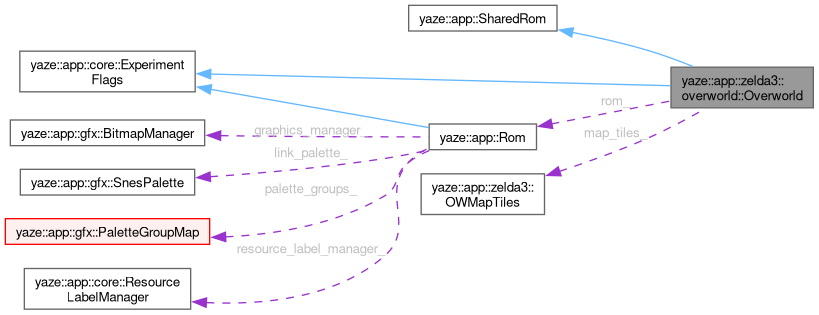 yaze::app::SharedRom
yaze::app::core::Experiment
Flags
yaze::app::zelda3::
overworld::Overworld
rom_
graphics_manager_
yaze::app::gfx::BitmapManager
yaze::app::Rom
map_tiles_
link_palette_
yaze::app::gfx::SnesPalette
palette_groups_
yaze::app::zelda3::
OWMapTiles
yaze::app::gfx::PaletteGroupMap
resource_label_manager_
yaze::app::core::Resource
LabelManager